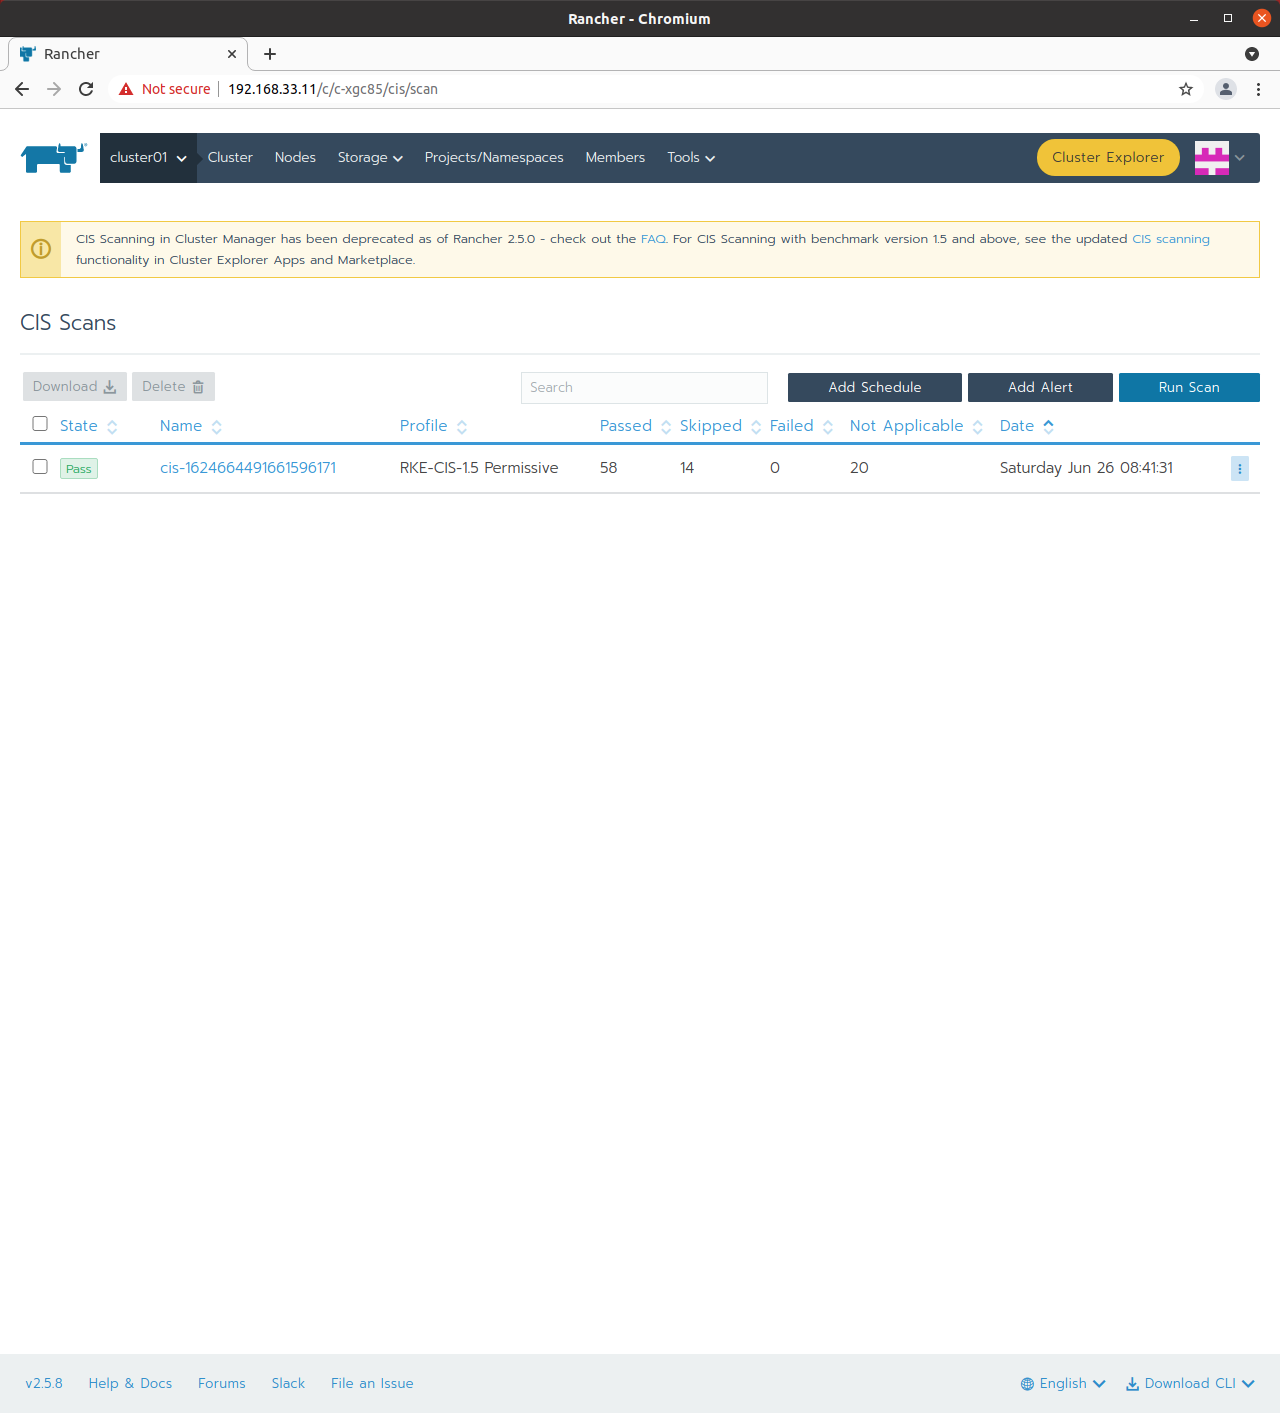 Rancher - Chromium
Rancher
Not secure 192.168.33.11/c/c-xgc85/cis/scan
cluster01 Cluster Nodes Storage Projects/Namespaces Members Tools Cluster Explorer
CIS Scanning in Cluster Manager has been deprecated as of Rancher 2.5.0 - check out the FAQ. For CIS Scanning with benchmark version 1.5 and above, see the updated CIS scanning
functionality in Cluster Explorer Apps and Marketplace.
CIS Scans
Download Delete Search Add Schedule Add Alert Run Scan
State Name Profile Passed Skipped Failed Not Applicable Date
Pass cis-1624664491661596171 RKE-CIS-1.5 Permissive 58 14 0 20 Saturday Jun 26 08:41:31
v2.5.8 Help & Docs Forums Slack File an Issue English Download CLI